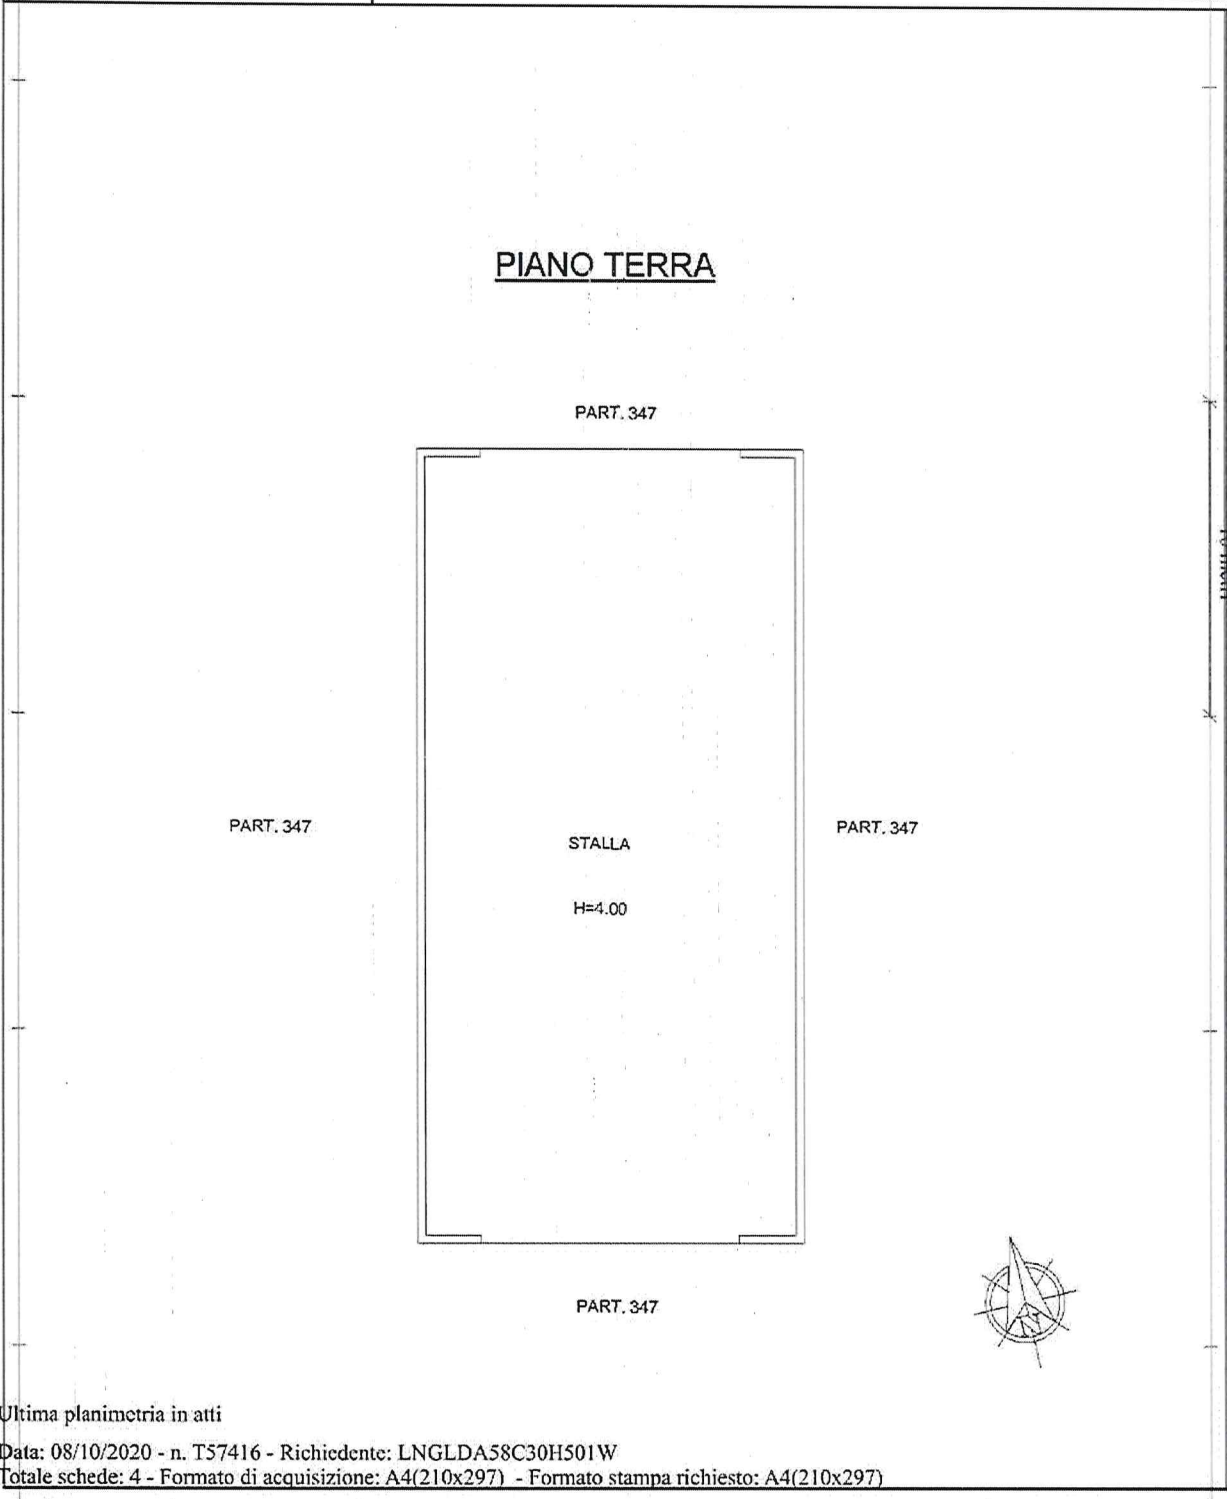 PIANO TERRA
PART. 347
PART. 347
PART. 347
STALLA
H=4.00
PART. 347
N
Ultima planimetria in atti
Data: 08/10/2020 - n. T57416 - Richiedente: LNGLDA58C30H501W
Totale schede: 4 - Formato di acquisizione: A4(210x297) - Formato stampa richiesto: A4(210x297)